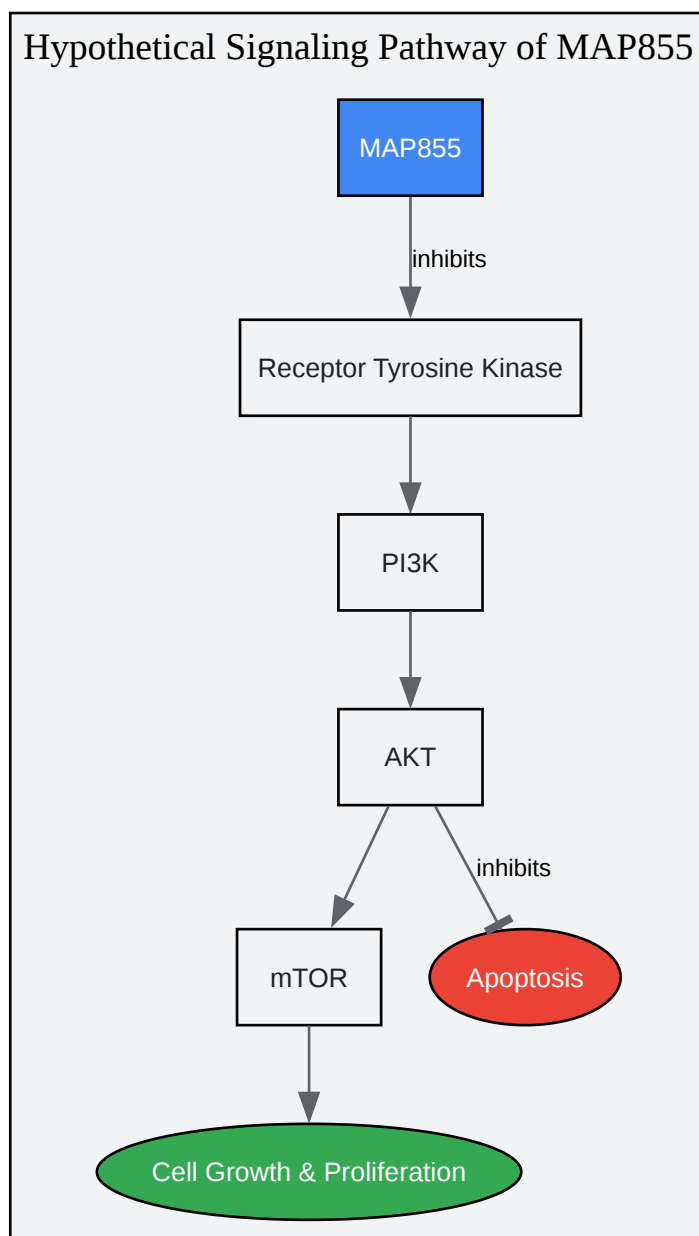 Hypothetical Signaling Pathway of MAP855
MAP855
inhibits
Receptor Tyrosine Kinase
PI3K
AKT
inhibits
mTOR
Apoptosis
Cell Growth & Proliferation